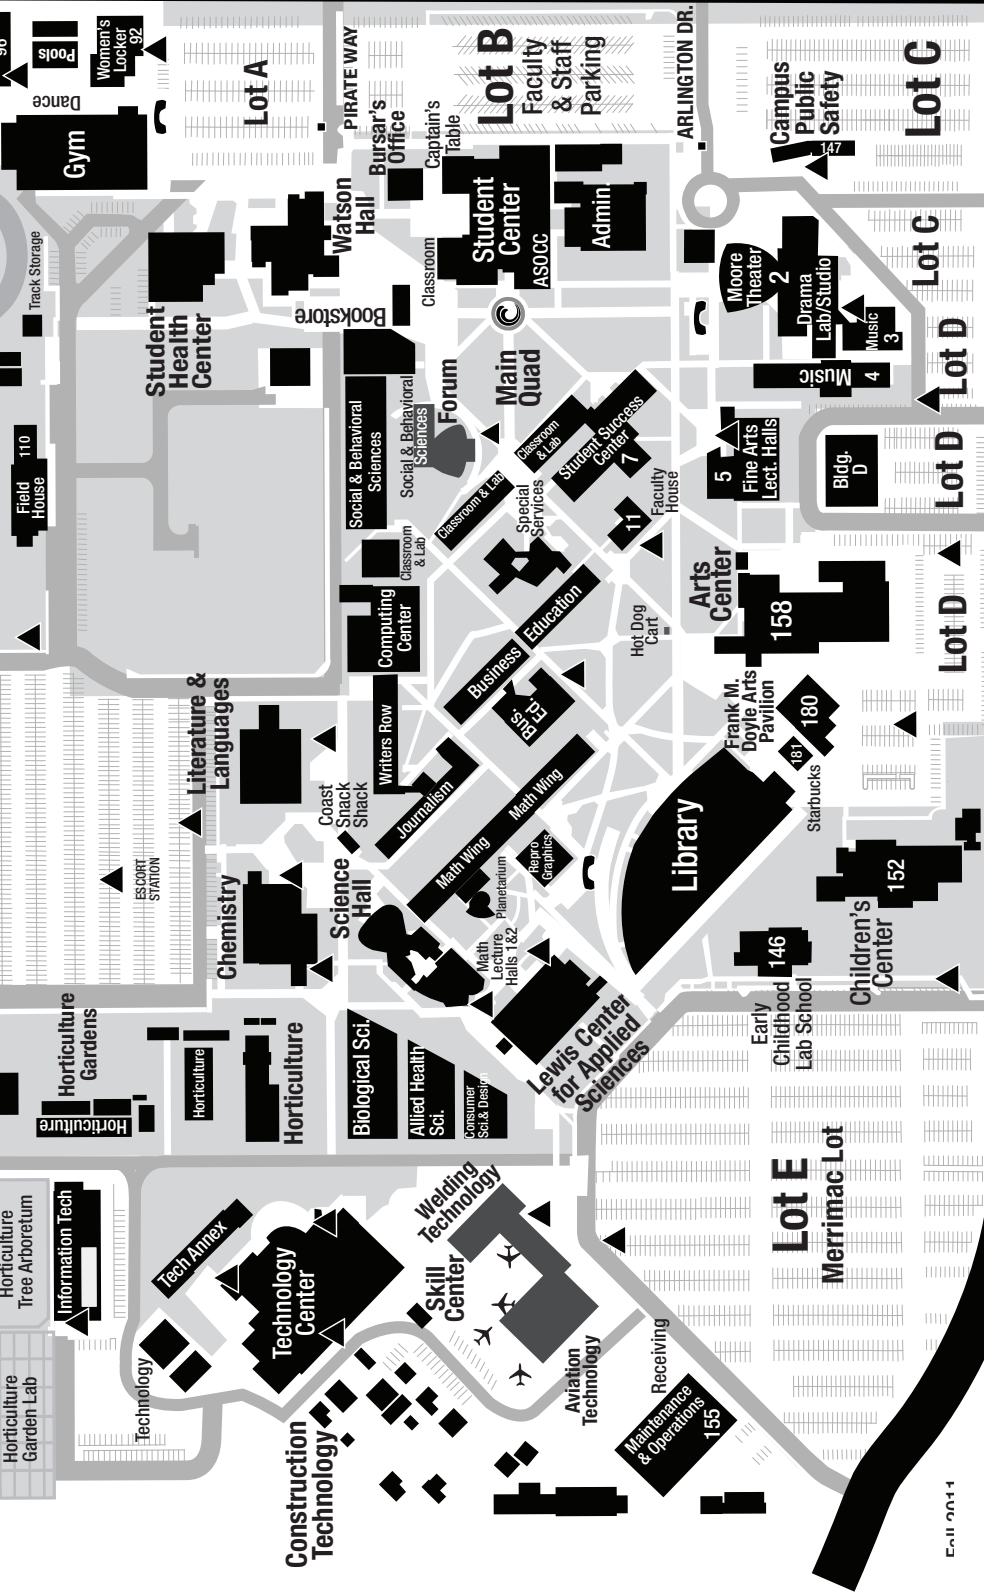 Pools
Women's
Locker
92
Dance
Gym
Lot A
PIRATE WAY
Lot B
Faculty
& Staff
Parking
ARLINGTON DR.
Campus
Public
Safety
147
Lot C
Bursar's
Office
Captain's
Table
Watson
Hall
Student
Center
ASOCC
Admin.
Classroom
Track Storage
Student
Health
Center
Bookstore
Moore
Theater
2
Drama
Lab/Studio
Music
3
Lot C
Lot D
Music
4
Main
Quad
Forum
Social & Behavioral
Sciences
Social & Behavioral
Sciences
Field
House
110
Classroom
& Lab
Student Success
Center
7
5
Fine Arts
Lect. Halls
Bldg.
D
Lot D
Classroom & Lab
Special
Services
11
Faculty
House
Classroom
& Lab
Computing
Center
Business
Education
Hot Dog
Cart
Arts
Center
158
Lot D
Literature &
Languages
Writers Row
Bus.
Ed.
Frank M.
Doyle Arts
Pavilion
180
181
Starbucks
Coast
Snack
Shack
Journalism
Math Wing
Math Wing
Repro
Graphics
Library
ESCORT
STATION
Chemistry
Science
Hall
Planetarium
Math
Lecture
Halls 1&2
152
Children's
Center
146
Early
Childhood
Lab School
Horticulture
Gardens
Horticulture
Horticulture
Horticulture
Biological Sci.
Allied Health
Sci.
Consumer
Sci.& Design
Lewis Center
for Applied
Sciences
Lot E
Merrimac Lot
Horticulture
Tree Arboretum
Information Tech
Tech Annex
Technology
Center
Welding
Technology
Skill
Center
Aviation
Technology
Receiving
Maintenance
& Operations
155
Horticulture
Garden Lab
Technology
Construction
Technology
Fall 2011